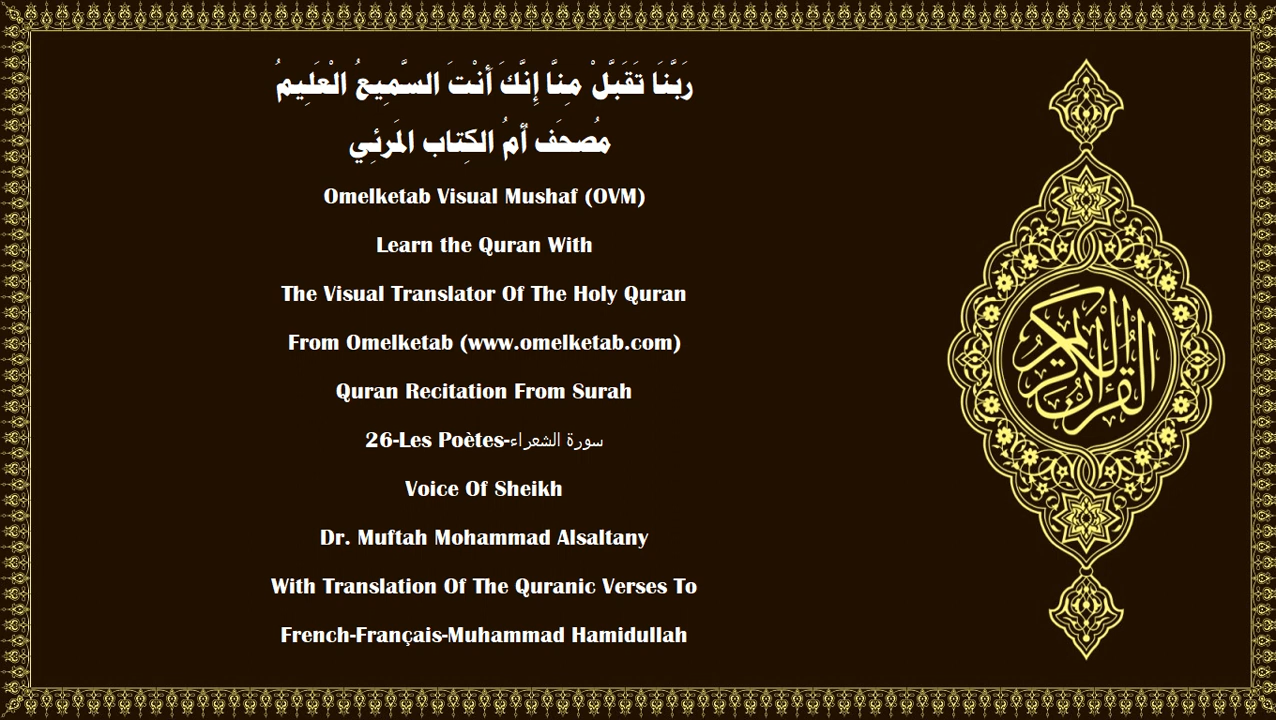 رَبَّنَا تَقَبَّلْ مِنَّا إِنَّكَ أَنْتَ السَّمِيعُ الْعَلِيمُ
مُصحَف أمُ الكِتاب المَرئِي
Omelketab Visual Mushaf (OVM)
Learn the Quran With
The Visual Translator Of The Holy Quran
From Omelketab (www.omelketab.com)
Quran Recitation From Surah
26-Les Poètes-سورة الشعراء
Voice Of Sheikh
Dr. Muftah Mohammad Alsaltany
With Translation Of The Quranic Verses To
French-Français-Muhammad Hamidullah
القرآن الكريم